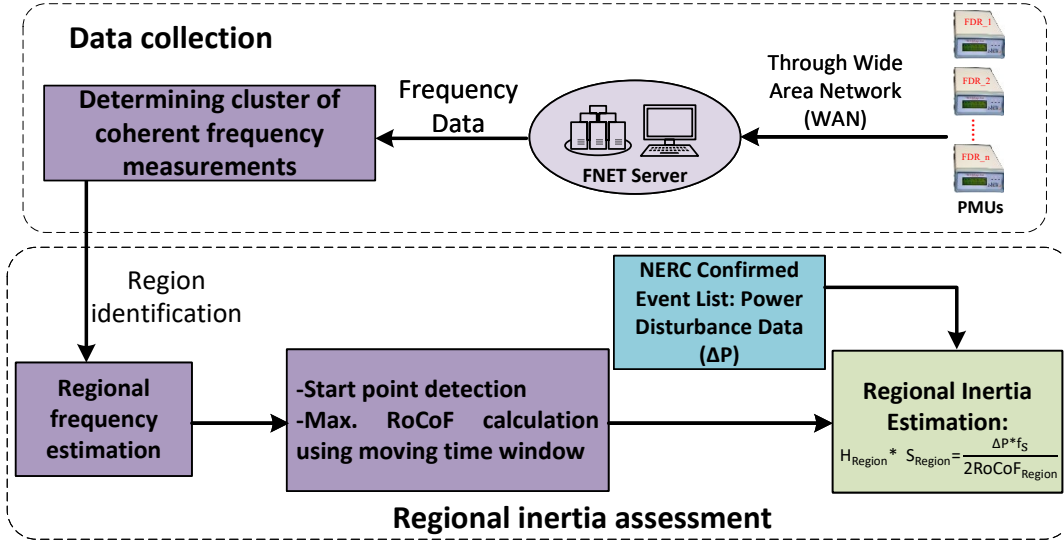 Data collection
Determining cluster of
coherent frequency
measurements
Frequency
Data
FNET Server
Through Wide
Area Network
(WAN)
FDR_1
FDR_2
FDR_n
PMUs
Region
identification
NERC Confirmed
Event List: Power
Disturbance Data
(ΔP)
Regional
frequency
estimation
-Start point detection
-Max. RoCoF calculation
using moving time window
Regional Inertia
Estimation:
H_Region * S_Region = ΔP*f_S / 2RoCoF_Region
Regional inertia assessment